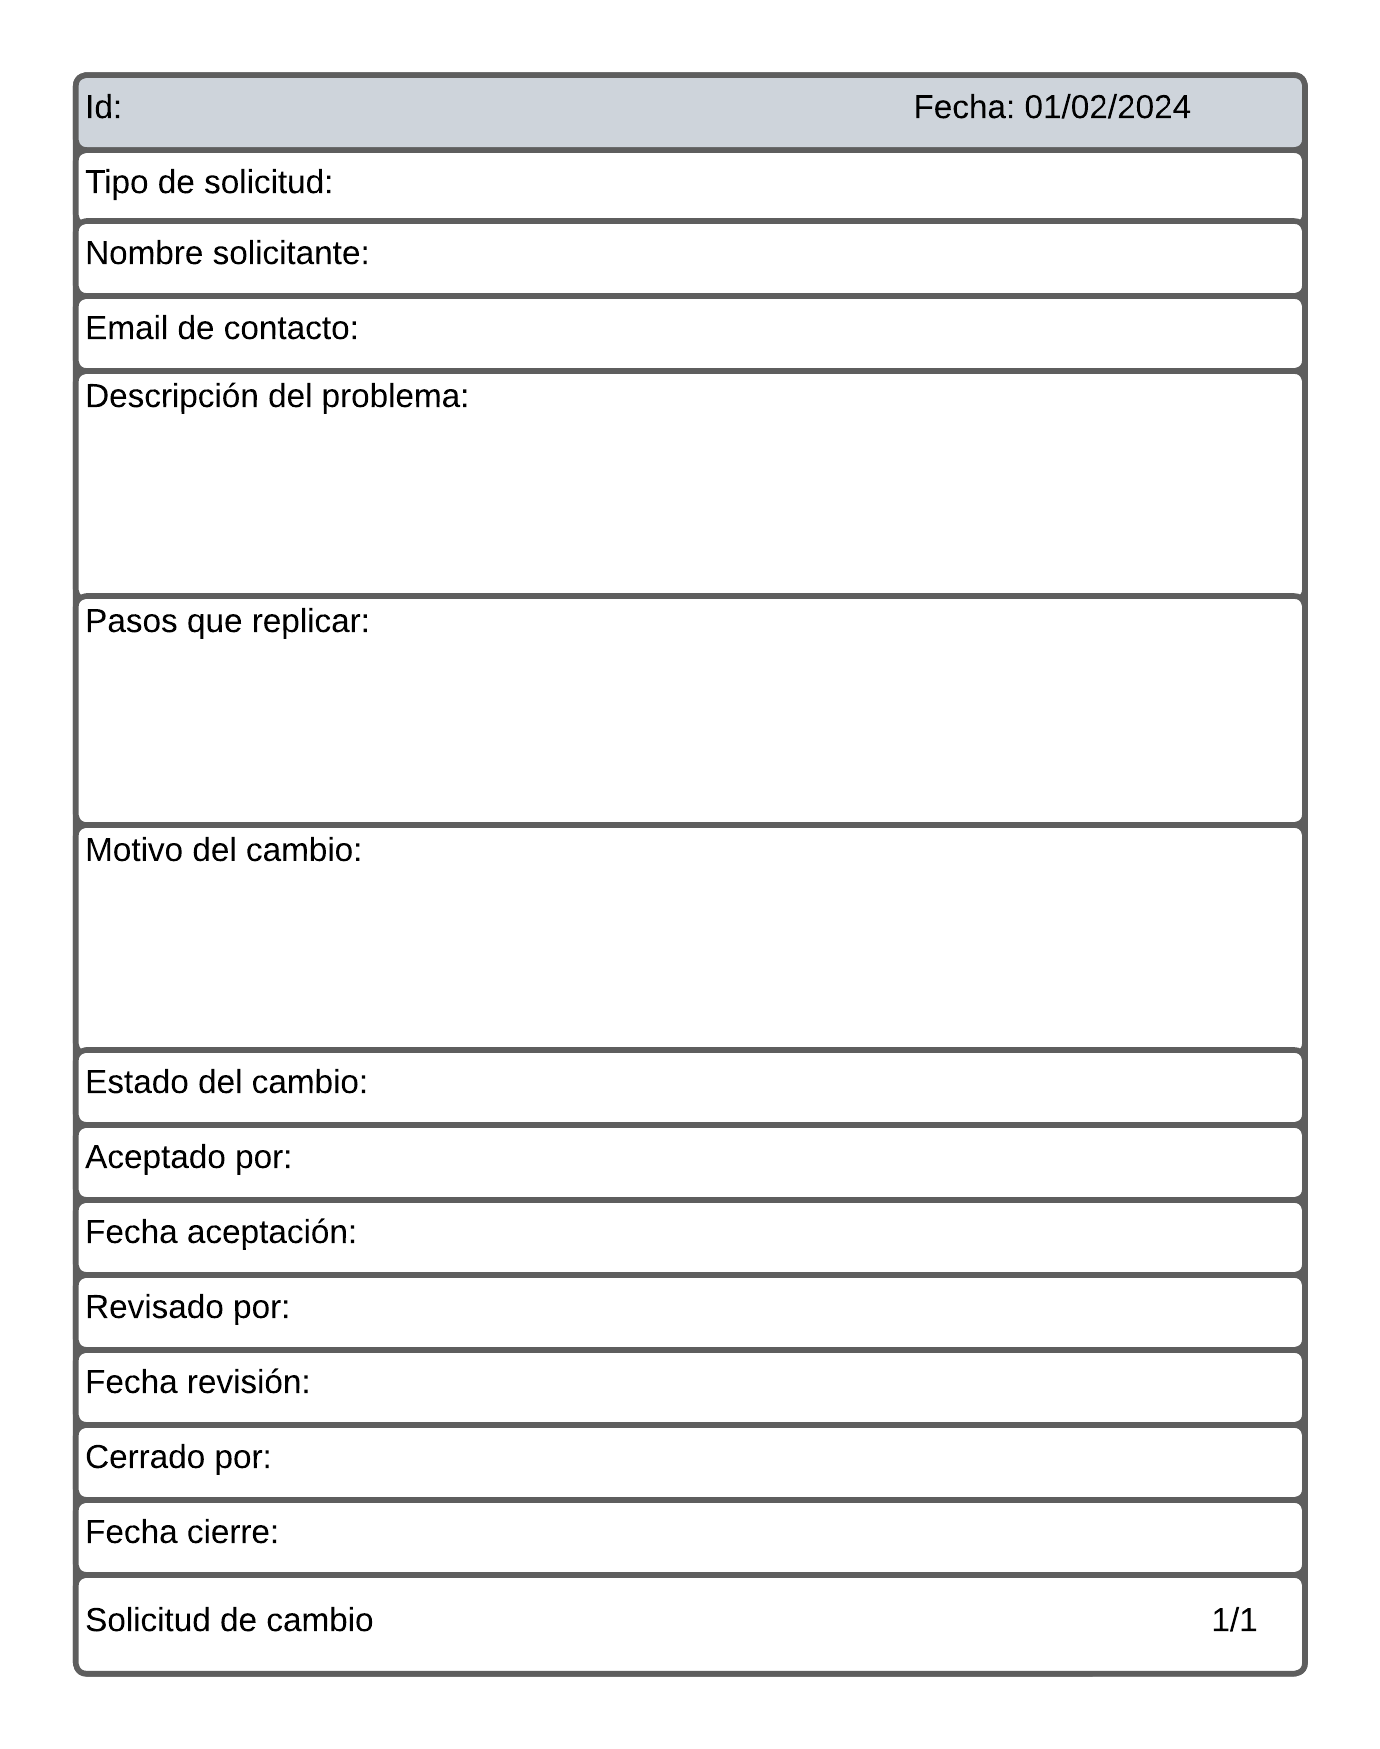 Id: Fecha: 01/02/2024
Tipo de solicitud:
Nombre solicitante:
Email de contacto:
Descripción del problema:
Pasos que replicar:
Motivo del cambio:
Estado del cambio:
Aceptado por:
Fecha aceptación:
Revisado por:
Fecha revisión:
Cerrado por:
Fecha cierre:
Solicitud de cambio 1/1